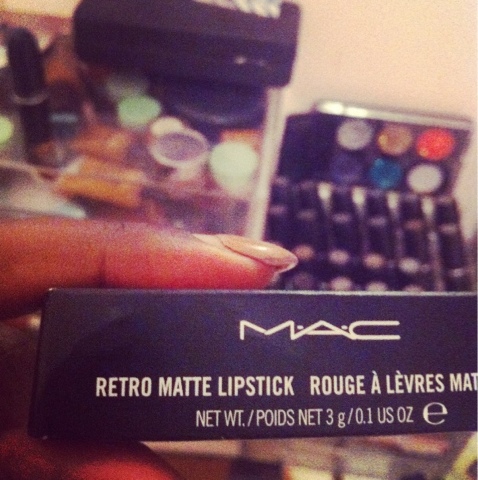 M·A·C
RETRO MATTE LIPSTICK ROUGE À LÈVRES MAT
NET WT. / POIDS NET 3 g / 0.1 US OZ ℮